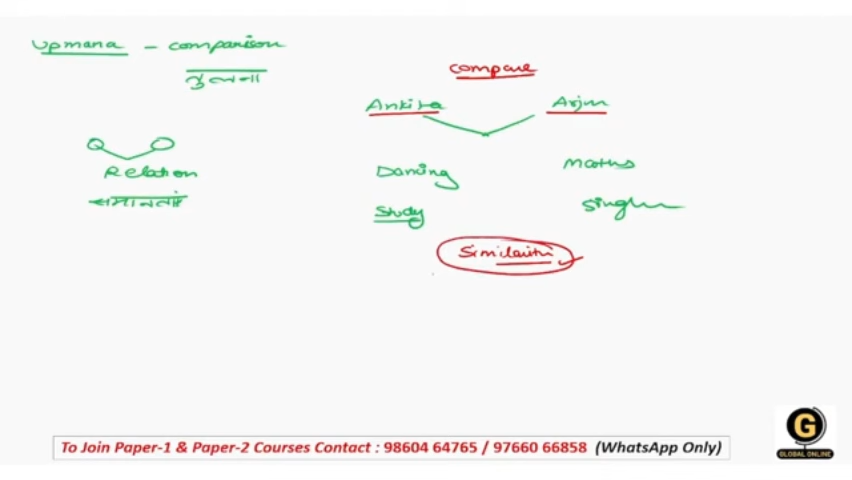 Upmana - comparison
तुलना
compare
Ankita Arjun
Relation
समानता
Dancing Maths
Study Singing
Similarity
To Join Paper-1 & Paper-2 Courses Contact : 98604 64765 / 97660 66858 (WhatsApp Only)
G
GLOBAL ONLINE